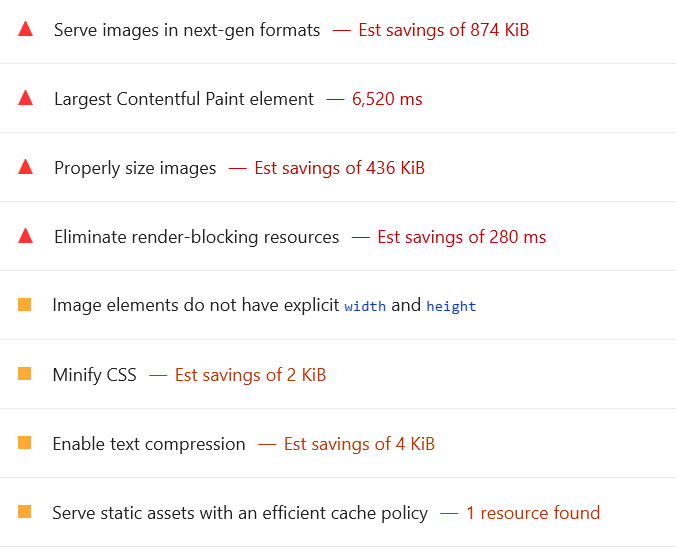 Serve images in next-gen formats — Est savings of 874 KiB
Largest Contentful Paint element — 6,520 ms
Properly size images — Est savings of 436 KiB
Eliminate render-blocking resources — Est savings of 280 ms
Image elements do not have explicit width and height
Minify CSS — Est savings of 2 KiB
Enable text compression — Est savings of 4 KiB
Serve static assets with an efficient cache policy — 1 resource found